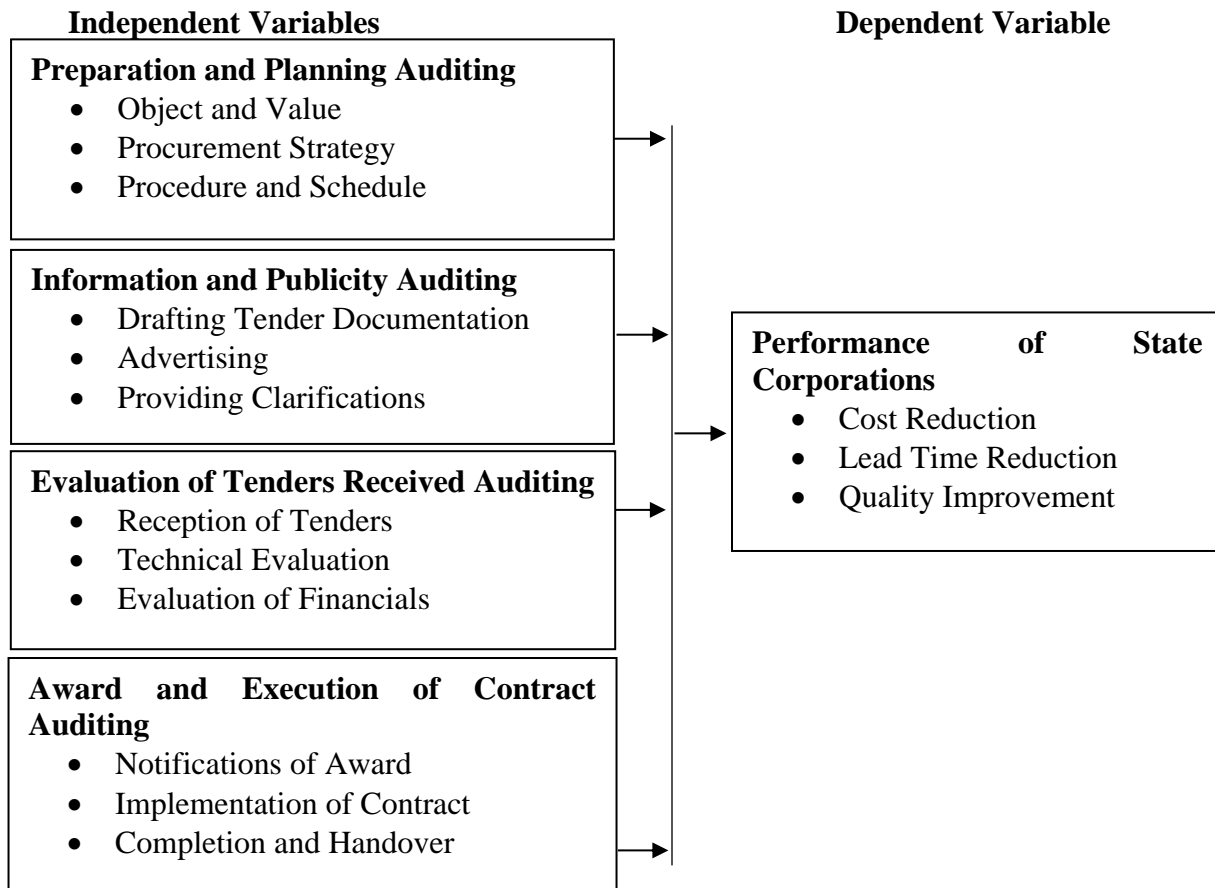 Independent Variables
Dependent Variable
Preparation and Planning Auditing
• Object and Value
• Procurement Strategy
• Procedure and Schedule
Information and Publicity Auditing
• Drafting Tender Documentation
• Advertising
• Providing Clarifications
Evaluation of Tenders Received Auditing
• Reception of Tenders
• Technical Evaluation
• Evaluation of Financials
Award and Execution of Contract
Auditing
• Notifications of Award
• Implementation of Contract
• Completion and Handover
Performance of State
Corporations
• Cost Reduction
• Lead Time Reduction
• Quality Improvement